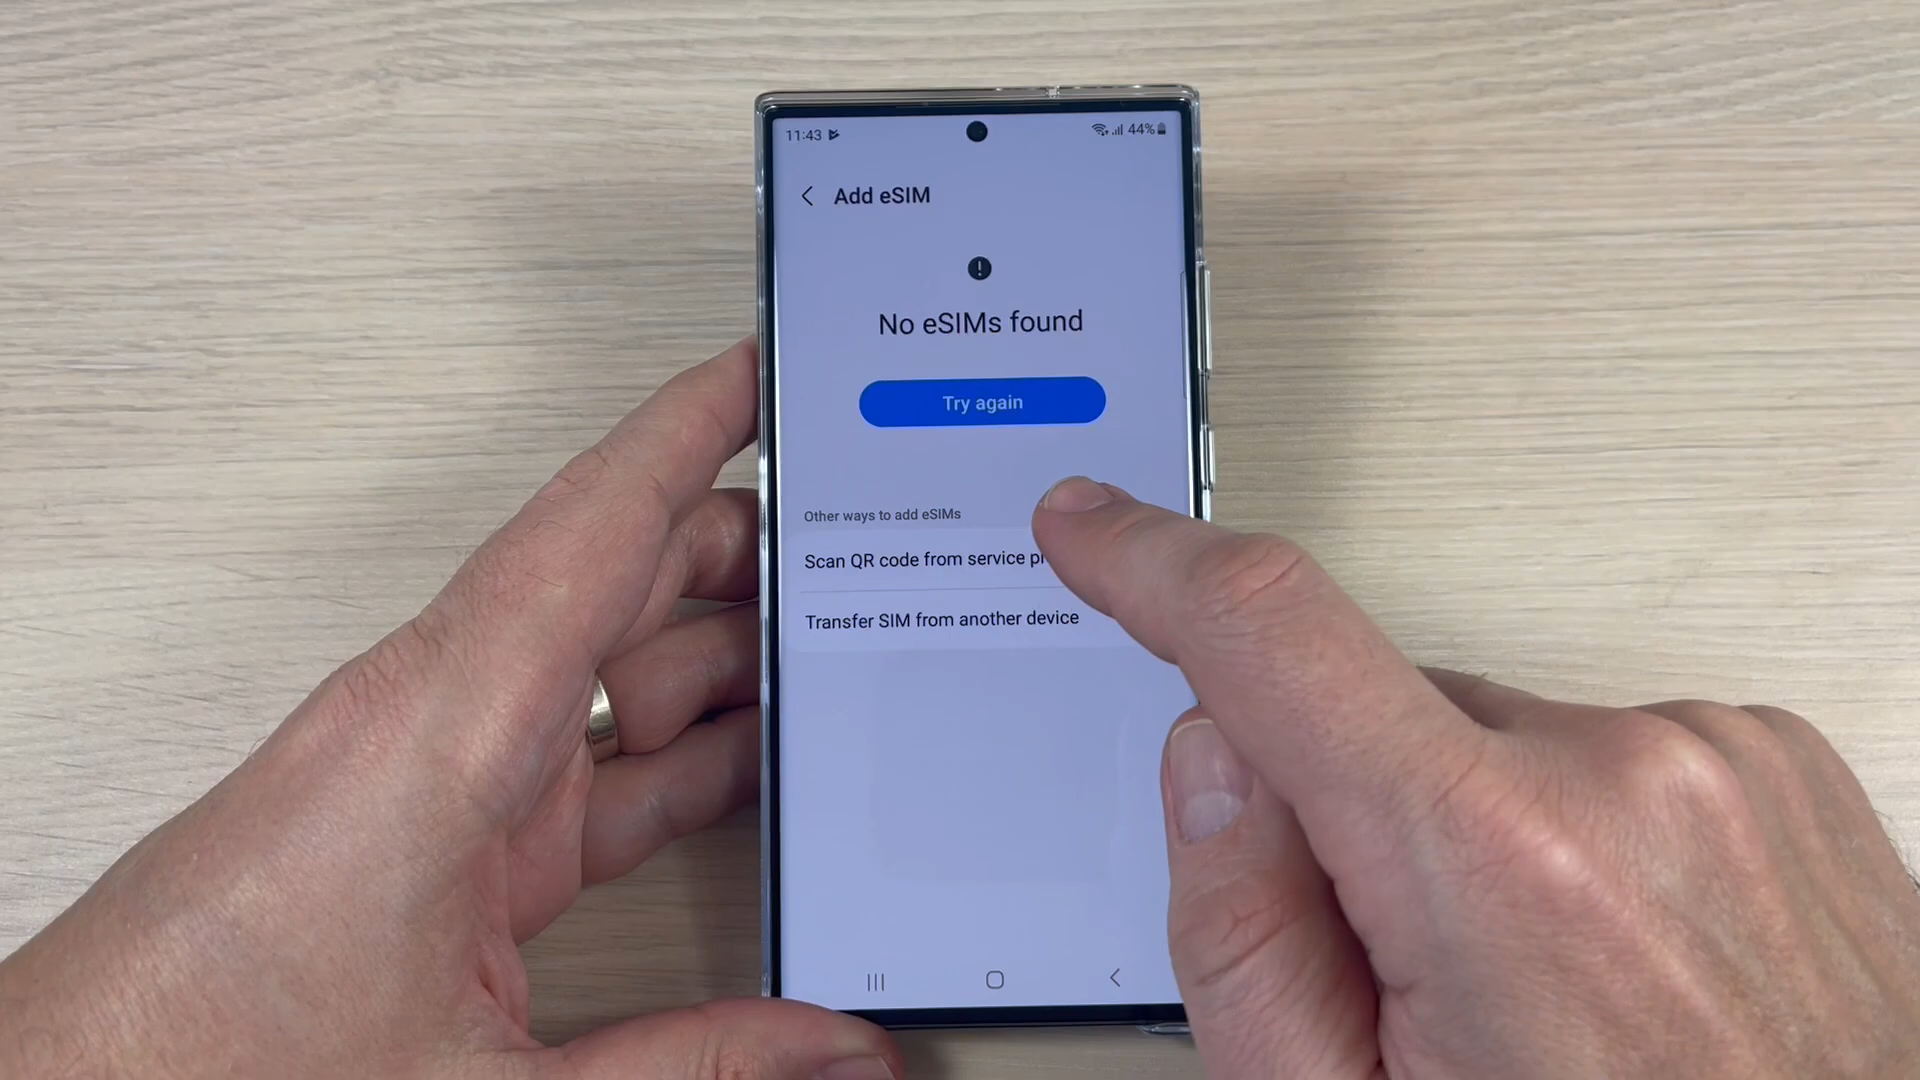 11:43 44%
Add eSIM
No eSIMs found
Try again
Other ways to add eSIMs
Scan QR code from service
Transfer SIM from another device